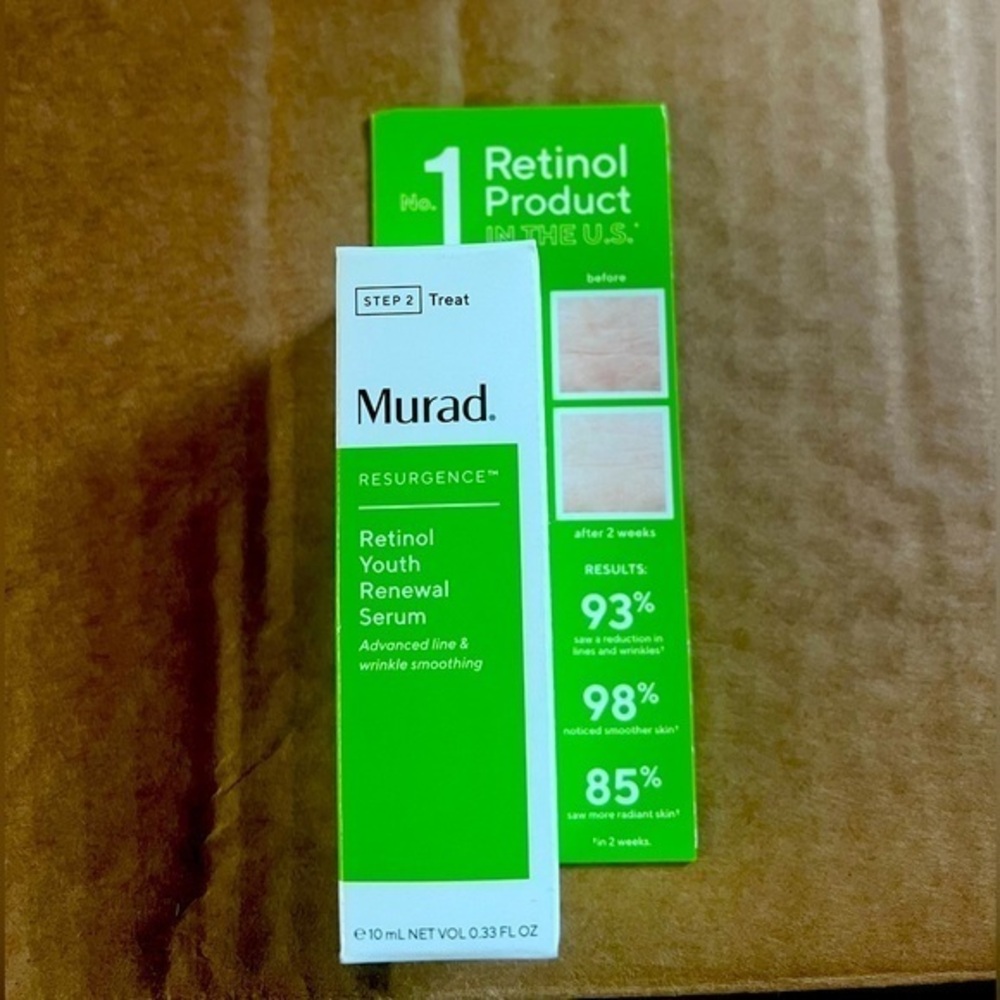 No. 1
Retinol
Product
IN THE U.S.*
before
after 2 weeks
RESULTS:
93%
saw a reduction in
lines and wrinkles†
98%
noticed smoother skin†
85%
saw more radiant skin†
†in 2 weeks.
STEP 2 Treat
Murad®
RESURGENCE™
Retinol
Youth
Renewal
Serum
Advanced line &
wrinkle smoothing
℮ 10 mL NET VOL 0.33 FL OZ